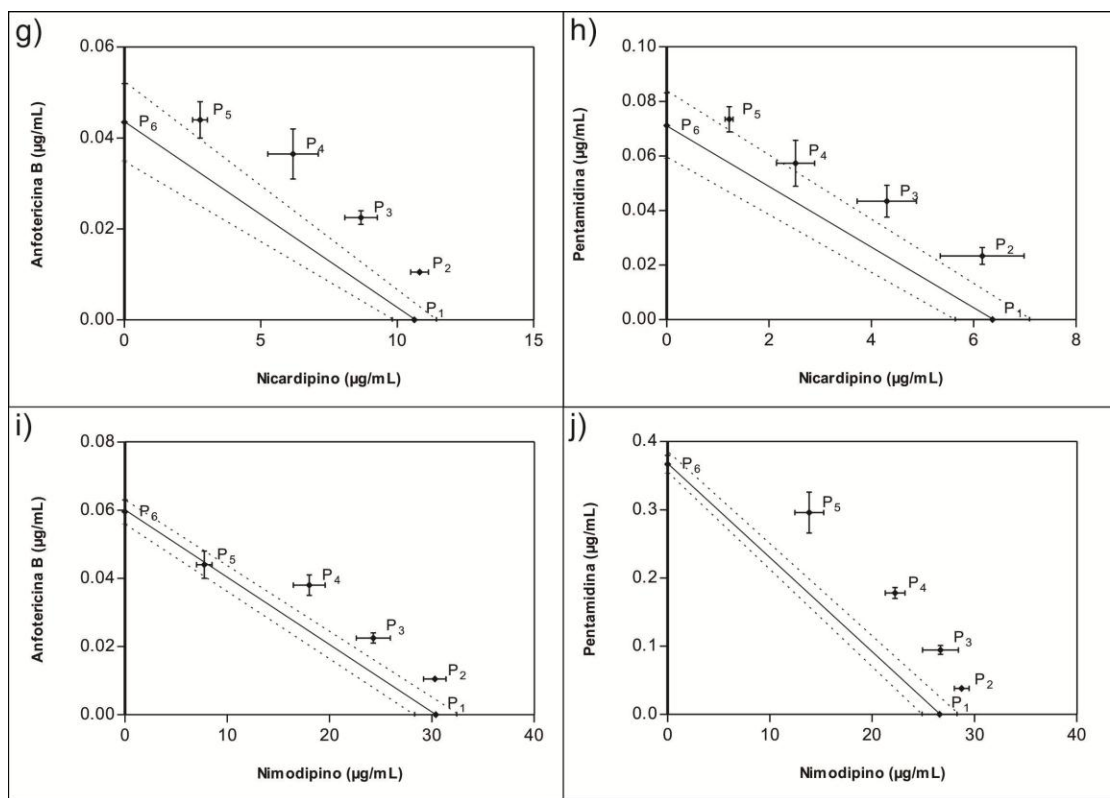 g)
0.06
0.04
0.02
0.00
Anfotericina B (µg/mL)
P6
P5
P4
P3
P2
P1
0
5
10
15
Nicardipino (µg/mL)
h)
0.10
0.08
0.06
0.04
0.02
0.00
Pentamidina (µg/mL)
P6
P5
P4
P3
P2
P1
0
2
4
6
8
Nicardipino (µg/mL)
i)
0.08
0.06
0.04
0.02
0.00
Anfotericina B (µg/mL)
P6
P5
P4
P3
P2
P1
0
10
20
30
40
Nimodipino (µg/mL)
j)
0.4
0.3
0.2
0.1
0.0
Pentamidina (µg/mL)
P6
P5
P4
P3
P2
P1
0
10
20
30
40
Nimodipino (µg/mL)